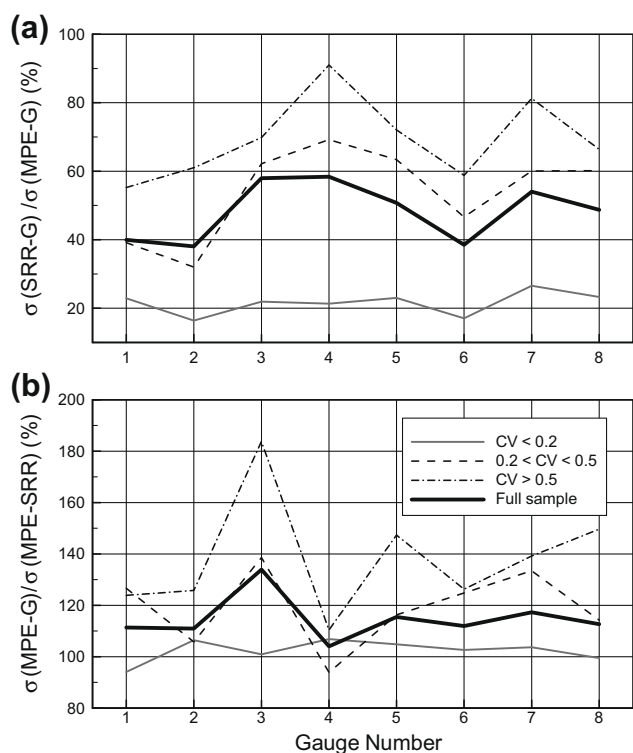 (a)
σ (SRR-G) /σ (MPE-G) (%)
100
80
60
40
20
1 2 3 4 5 6 7 8
(b)
σ (MPE-G)/σ (MPE-SRR) (%)
200
180
160
140
120
100
80
CV < 0.2
0.2 < CV < 0.5
CV > 0.5
Full sample
1 2 3 4 5 6 7 8
Gauge Number